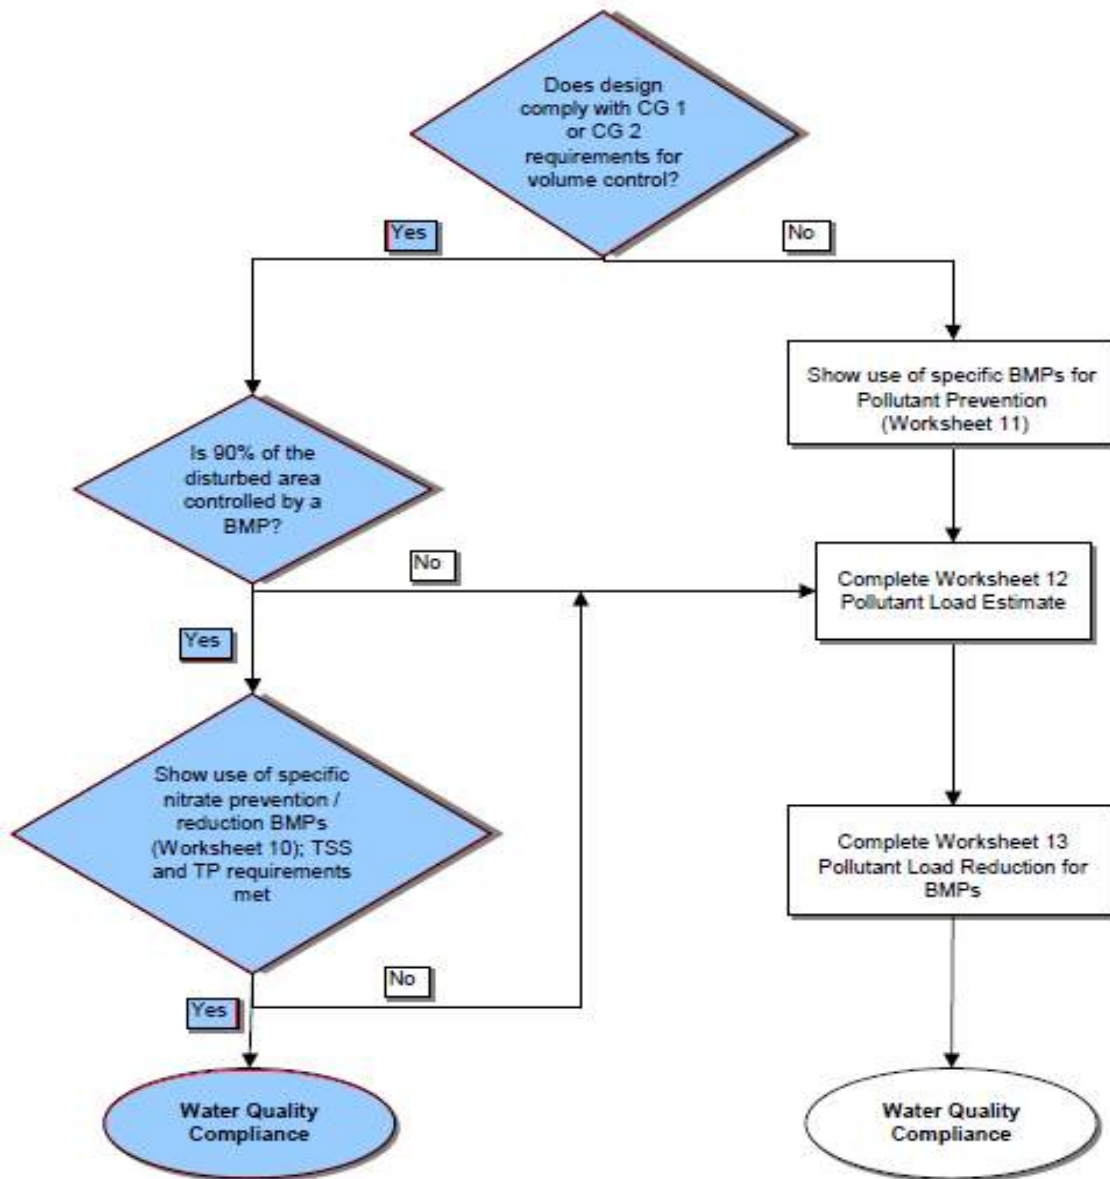 Does design
comply with CG 1
or CG 2
requirements for
volume control?
Yes
No
Show use of specific BMPs for
Pollutant Prevention
(Worksheet 11)
Is 90% of the
disturbed area
controlled by a
BMP?
No
Complete Worksheet 12
Pollutant Load Estimate
Yes
Show use of specific
nitrate prevention /
reduction BMPs
(Worksheet 10); TSS
and TP requirements
met
Complete Worksheet 13
Pollutant Load Reduction for
BMPs
No
Yes
Water Quality
Compliance
Water Quality
Compliance